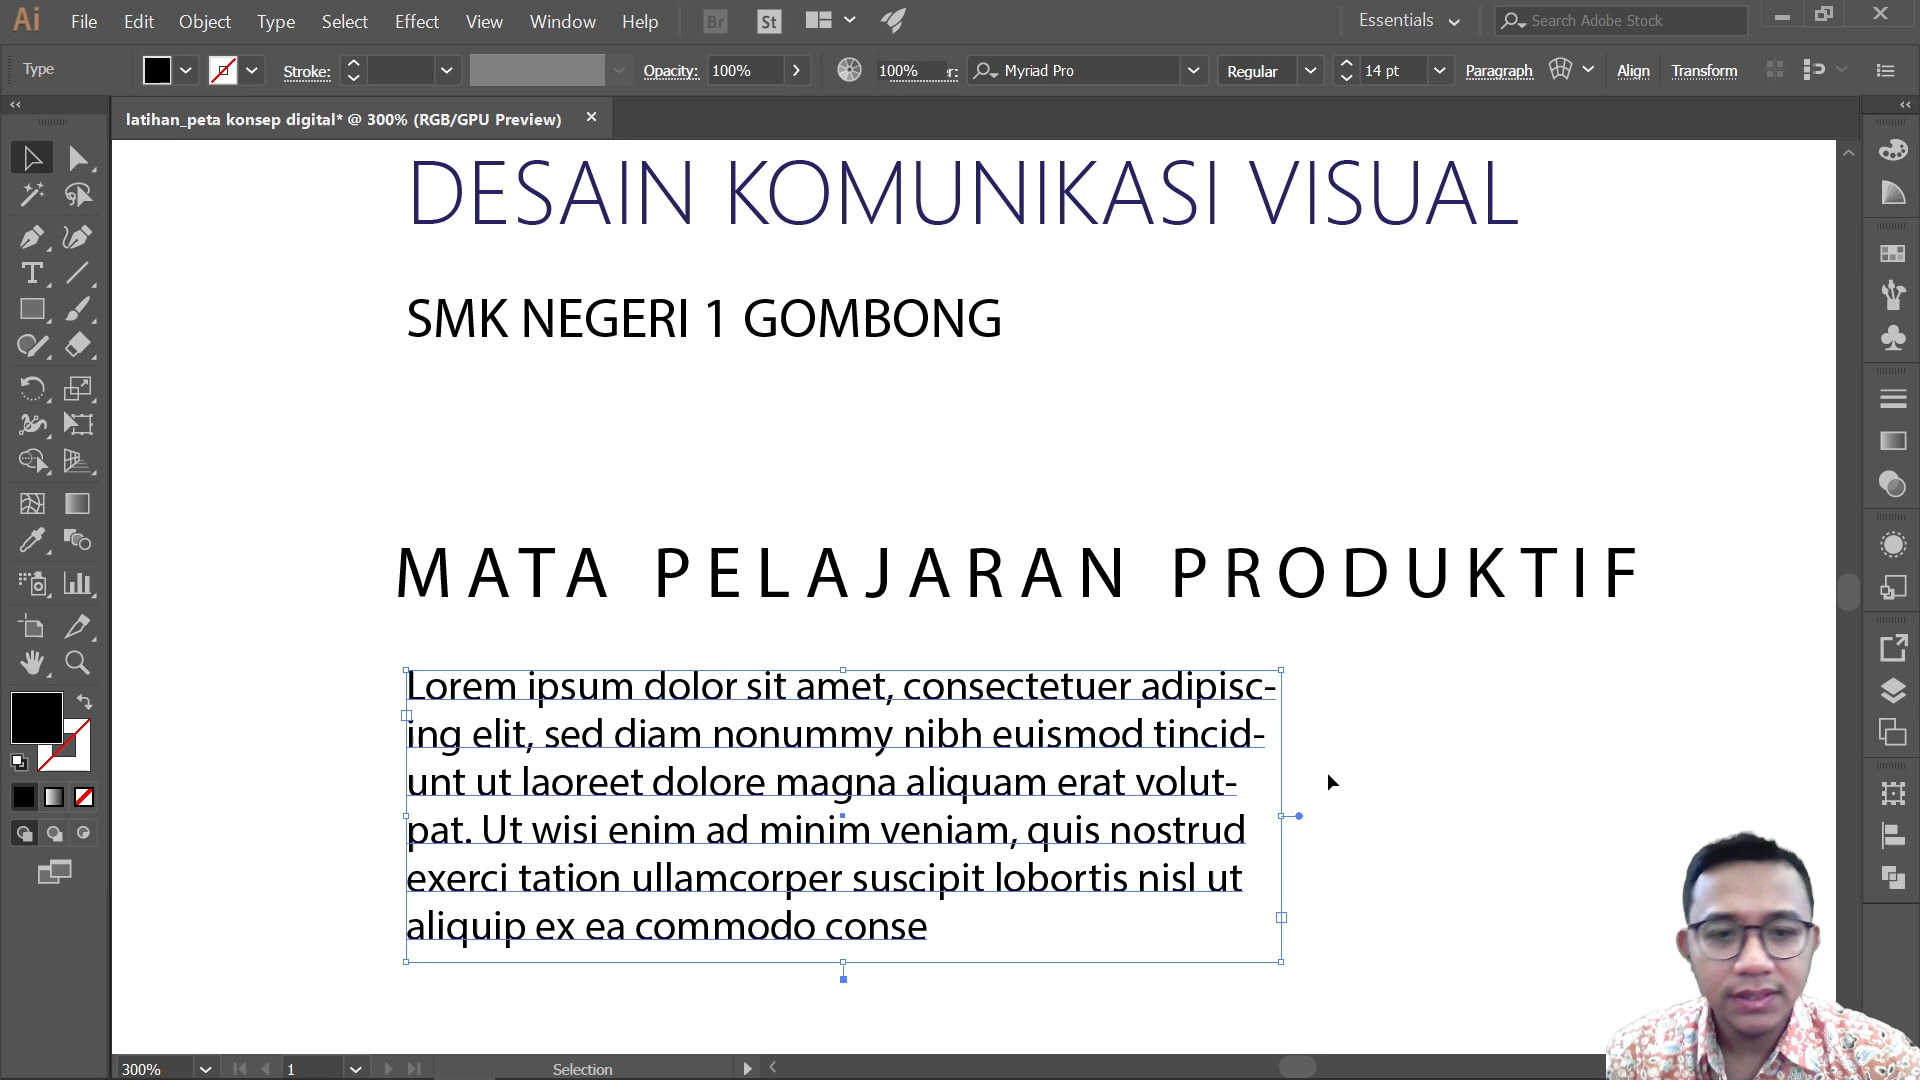 Ai File Edit Object Type Select Effect View Window Help Br St Essentials Search Adobe Stock
Type Stroke: Opacity: 100% 100% r: Myriad Pro Regular 14 pt Paragraph Align Transform
latihan_peta konsep digital* @ 300% (RGB/GPU Preview)
DESAIN KOMUNIKASI VISUAL
SMK NEGERI 1 GOMBONG
MATA PELAJARAN PRODUKTIF
Lorem ipsum dolor sit amet, consectetuer adipisc-
ing elit, sed diam nonummy nibh euismod tincid-
unt ut laoreet dolore magna aliquam erat volut-
pat. Ut wisi enim ad minim veniam, quis nostrud
exerci tation ullamcorper suscipit lobortis nisl ut
aliquip ex ea commodo conse
300% 1 Selection